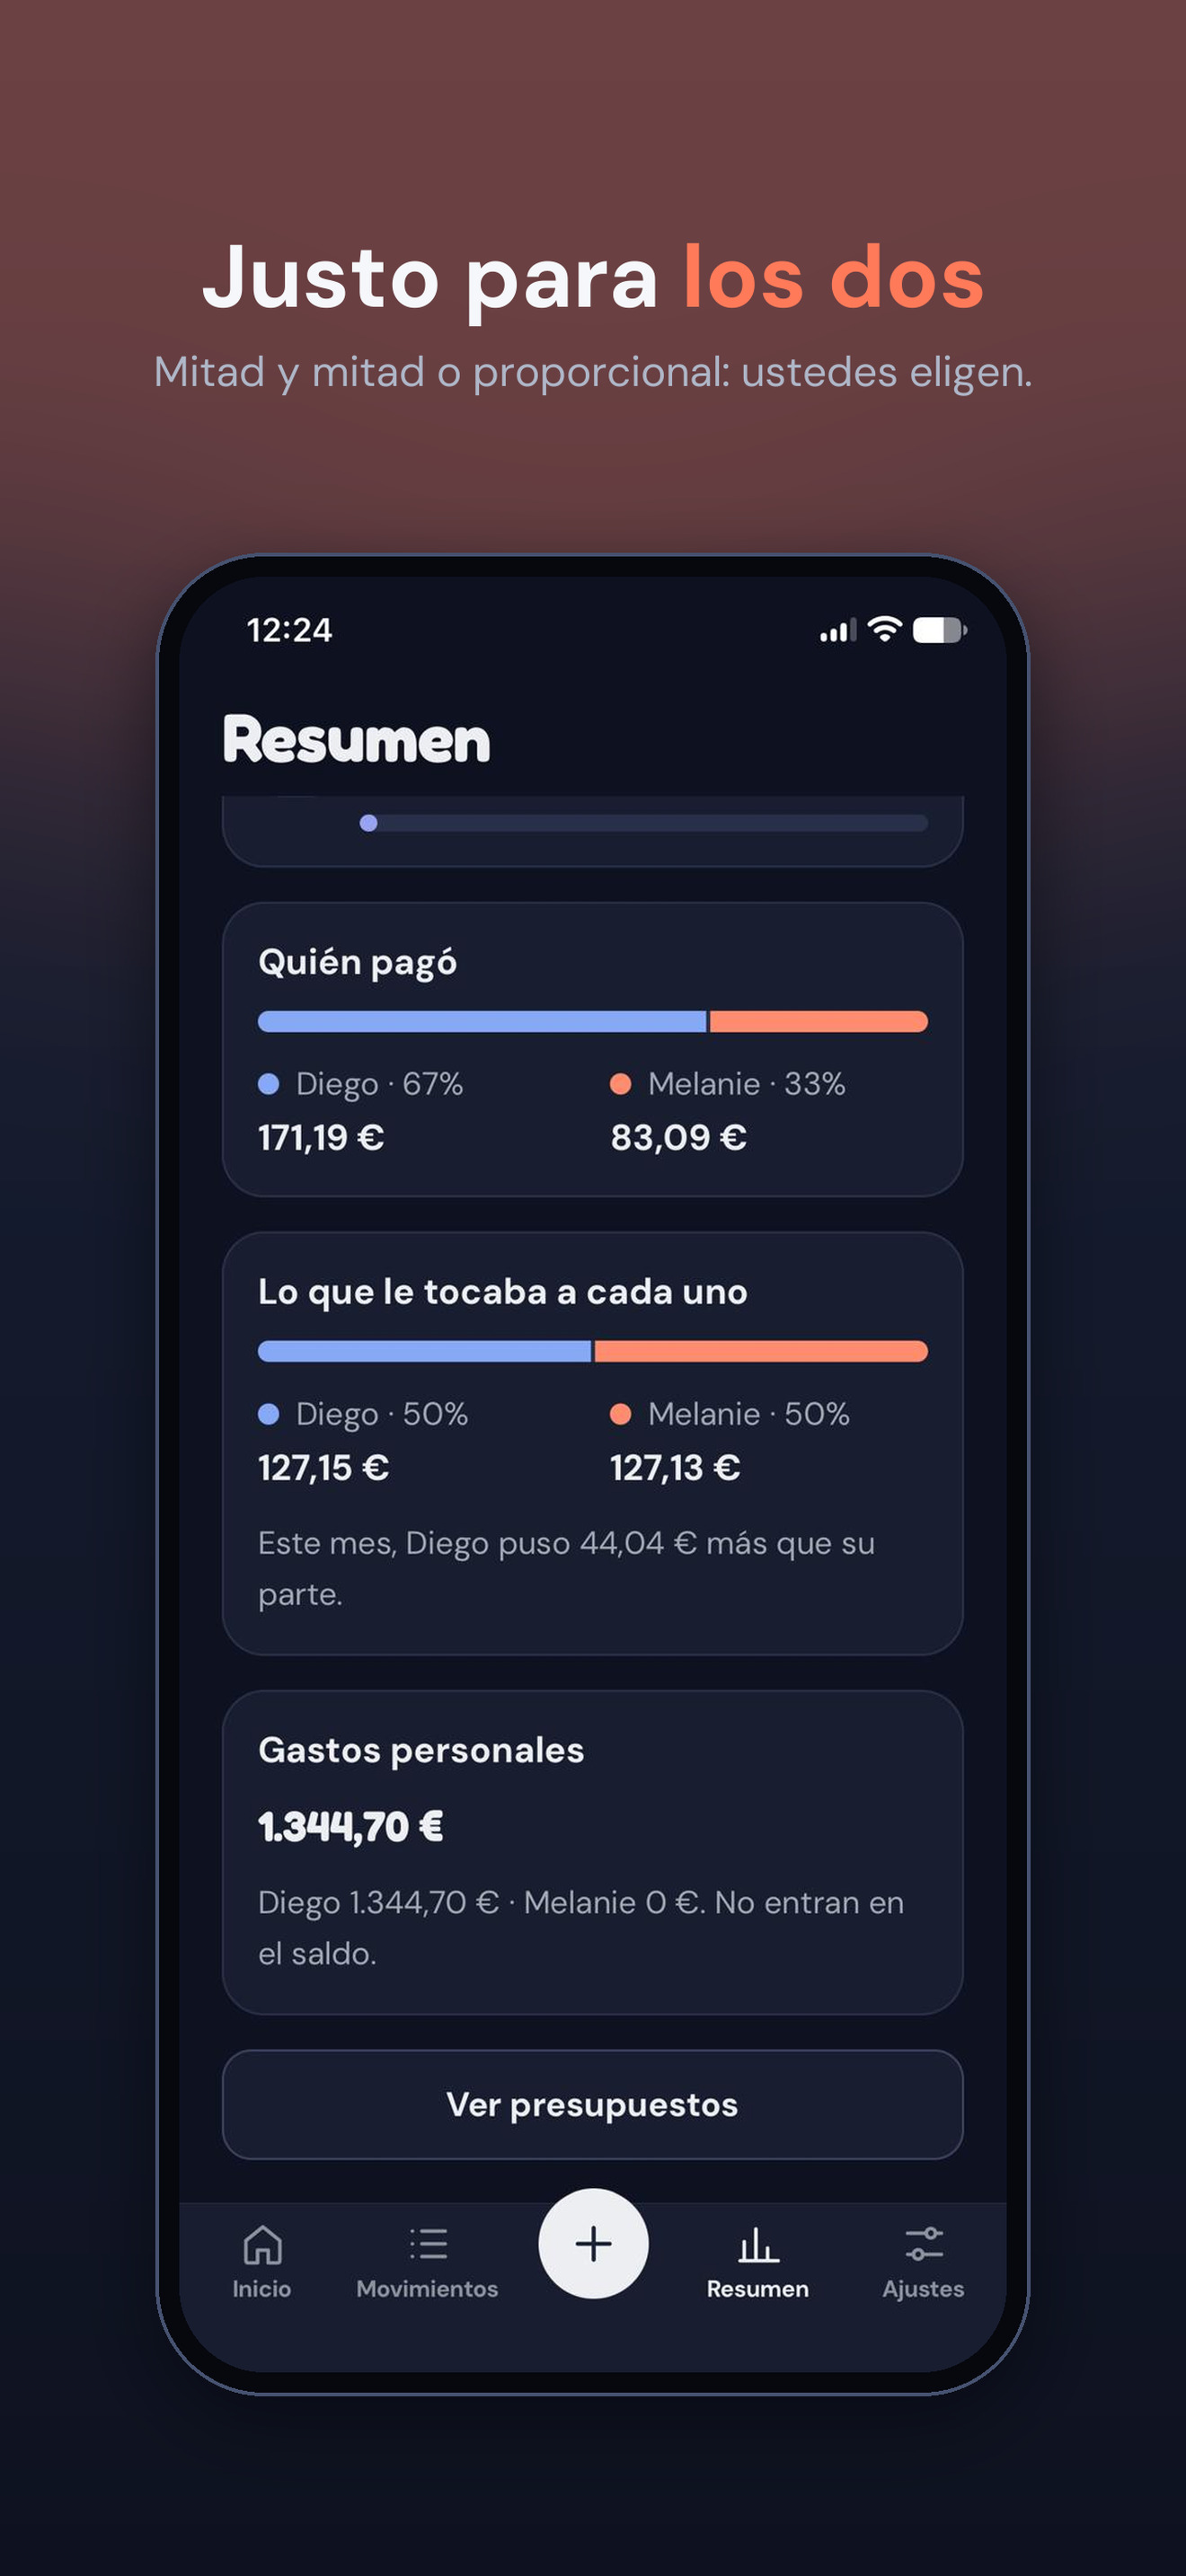 Justo para los dos
Mitad y mitad o proporcional: ustedes eligen.
12:24
Resumen
Quién pagó
Diego · 67%
Melanie · 33%
171,19 €
83,09 €
Lo que le tocaba a cada uno
Diego · 50%
Melanie · 50%
127,15 €
127,13 €
Este mes, Diego puso 44,04 € más que su
parte.
Gastos personales
1.344,70 €
Diego 1.344,70 € · Melanie 0 €. No entran en
el saldo.
Ver presupuestos
Inicio
Movimientos
Resumen
Ajustes